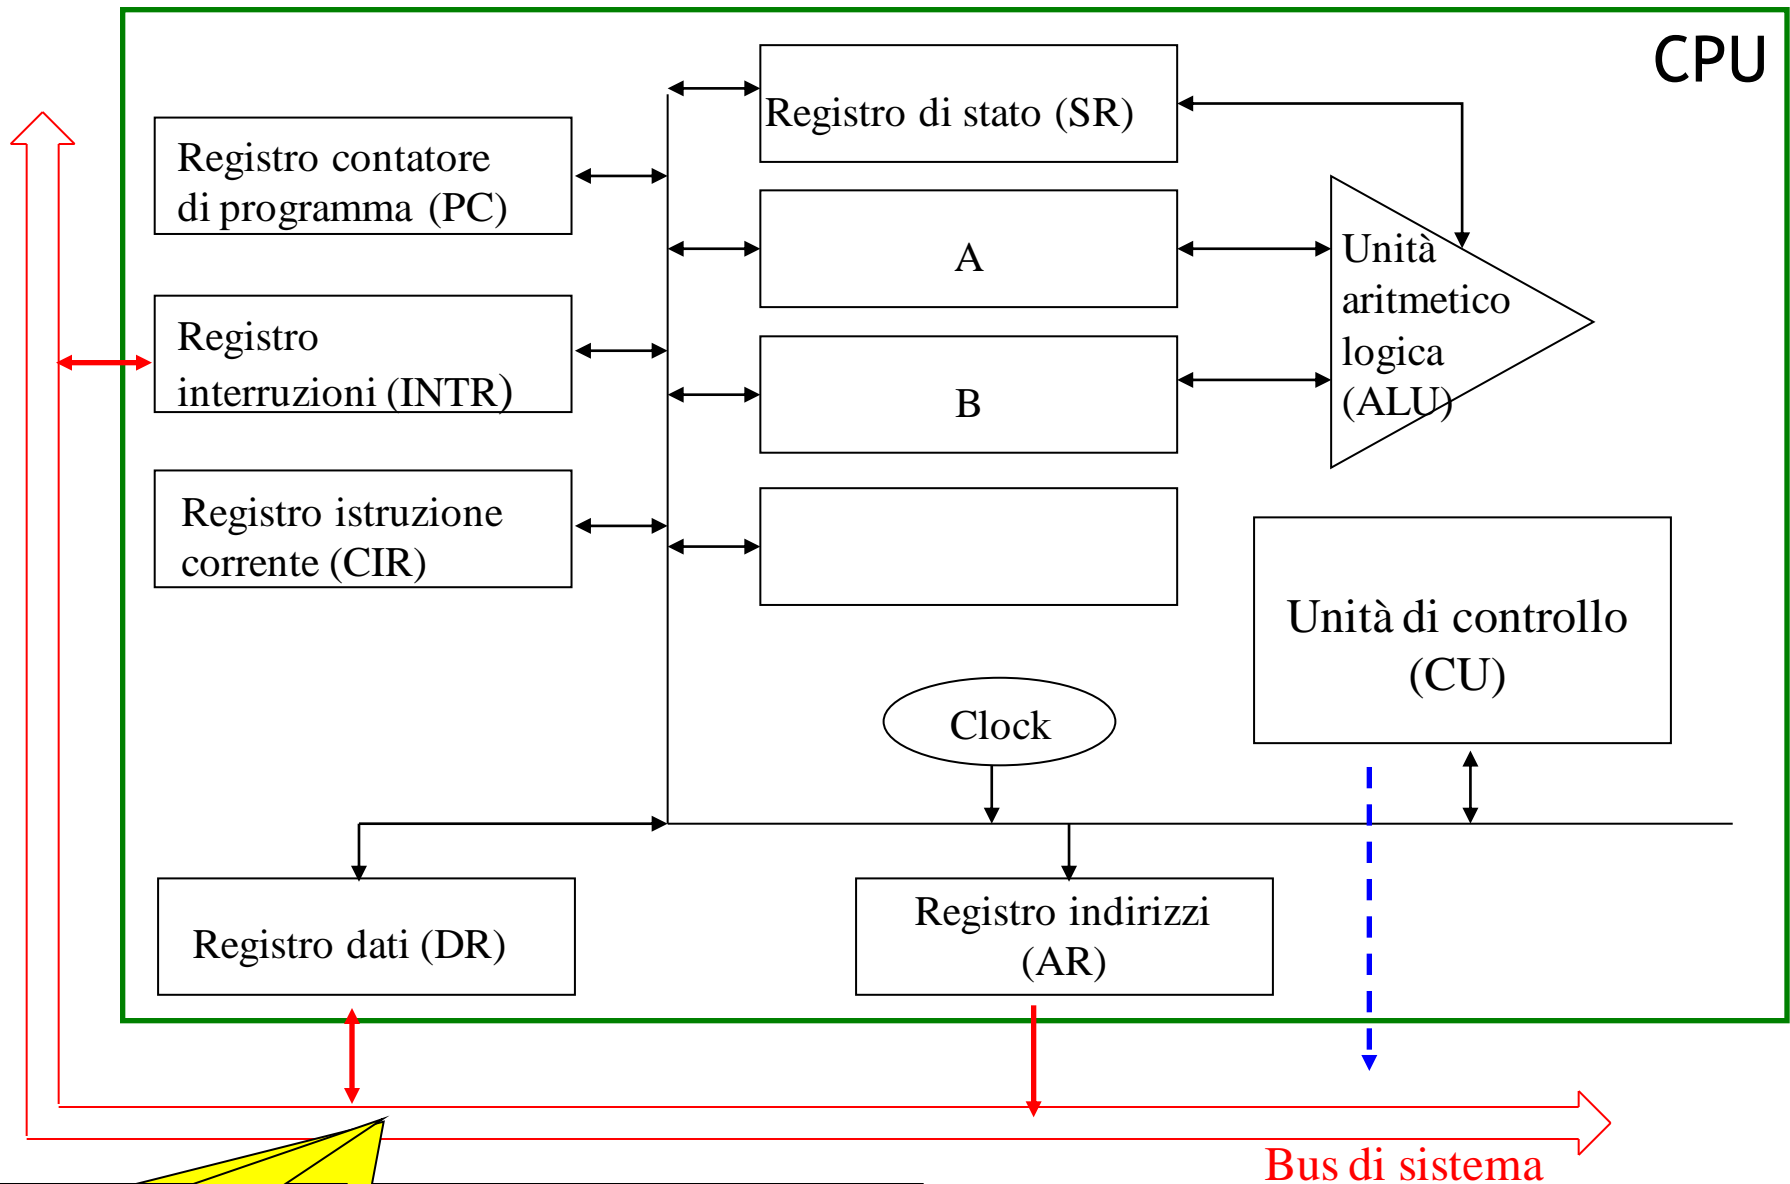 CPU
Registro di stato (SR)
Registro contatore
di programma (PC)
A
Unità
aritmetico
logica
(ALU)
Registro
interruzioni (INTR)
B
Registro istruzione
corrente (CIR)
Unità di controllo
(CU)
Clock
Registro dati (DR)
Registro indirizzi
(AR)
Bus di sistema